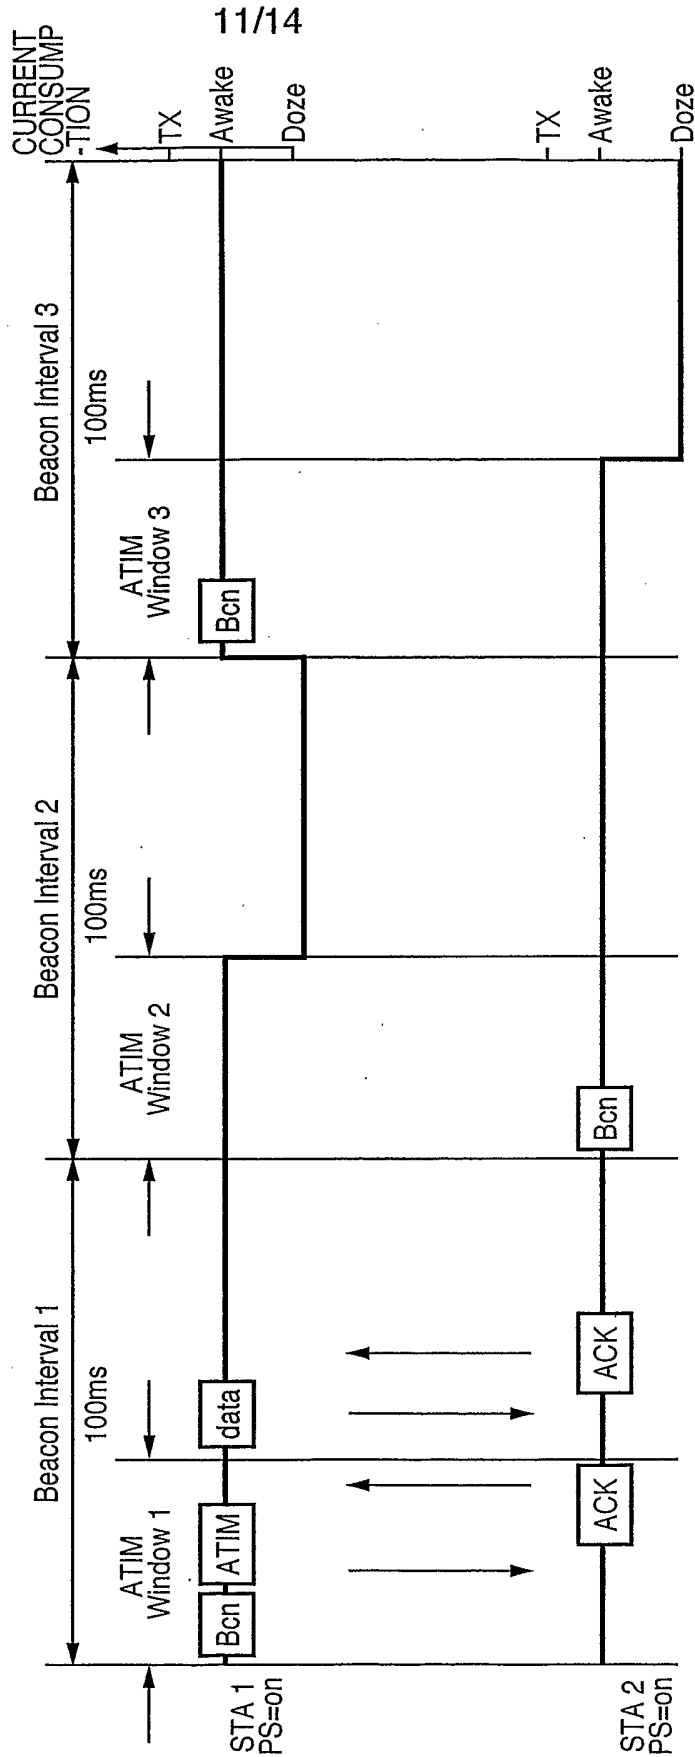 11/14
CURRENT
CONSUMP
-TION
Beacon Interval 1
Beacon Interval 2
Beacon Interval 3
100ms
100ms
100ms
ATIM
Window 1
ATIM
Window 2
ATIM
Window 3
TX
Awake
Doze
STA 1
PS=on
Bcn
ATIM
data
Bcn
TX
Awake
Doze
STA 2
PS=on
ACK
ACK
Bcn